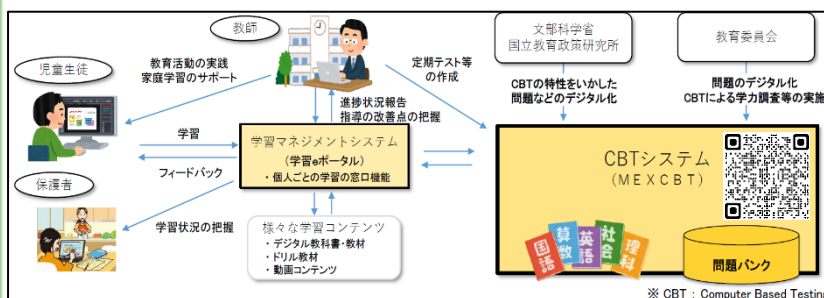 教師
文部科学省
国立教育政策研究所
教育委員会
児童生徒
教育活動の実践
家庭学習のサポート
定期テスト等
の作成
CBTの特性をいかした
問題などのデジタル化
問題のデジタル化
CBTによる学力調査等の実施
進捗状況報告
指導の改善点の把握
学習
学習マネジメントシステム
(学習eポータル)
・個人ごとの学習の窓口機能
フィードバック
CBTシステム
(MEXCBT)
保護者
学習状況の把握
様々な学習コンテンツ
・デジタル教科書・教材
・ドリル教材
・動画コンテンツ
国語
算数
英語
社会
理科
問題バンク
※ CBT : Computer Based Testing